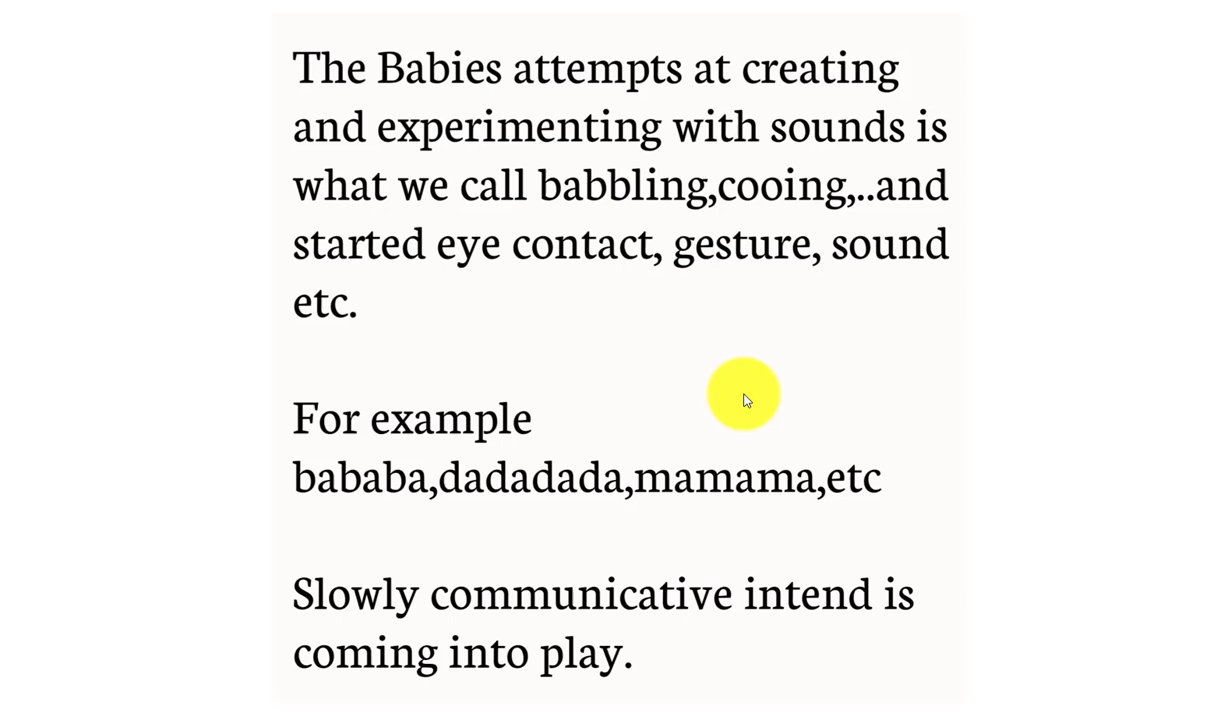 The Babies attempts at creating
and experimenting with sounds is
what we call babbling,cooing,..and
started eye contact, gesture, sound
etc.
For example
bababa,dadadada,mamama,etc
Slowly communicative intend is
coming into play.